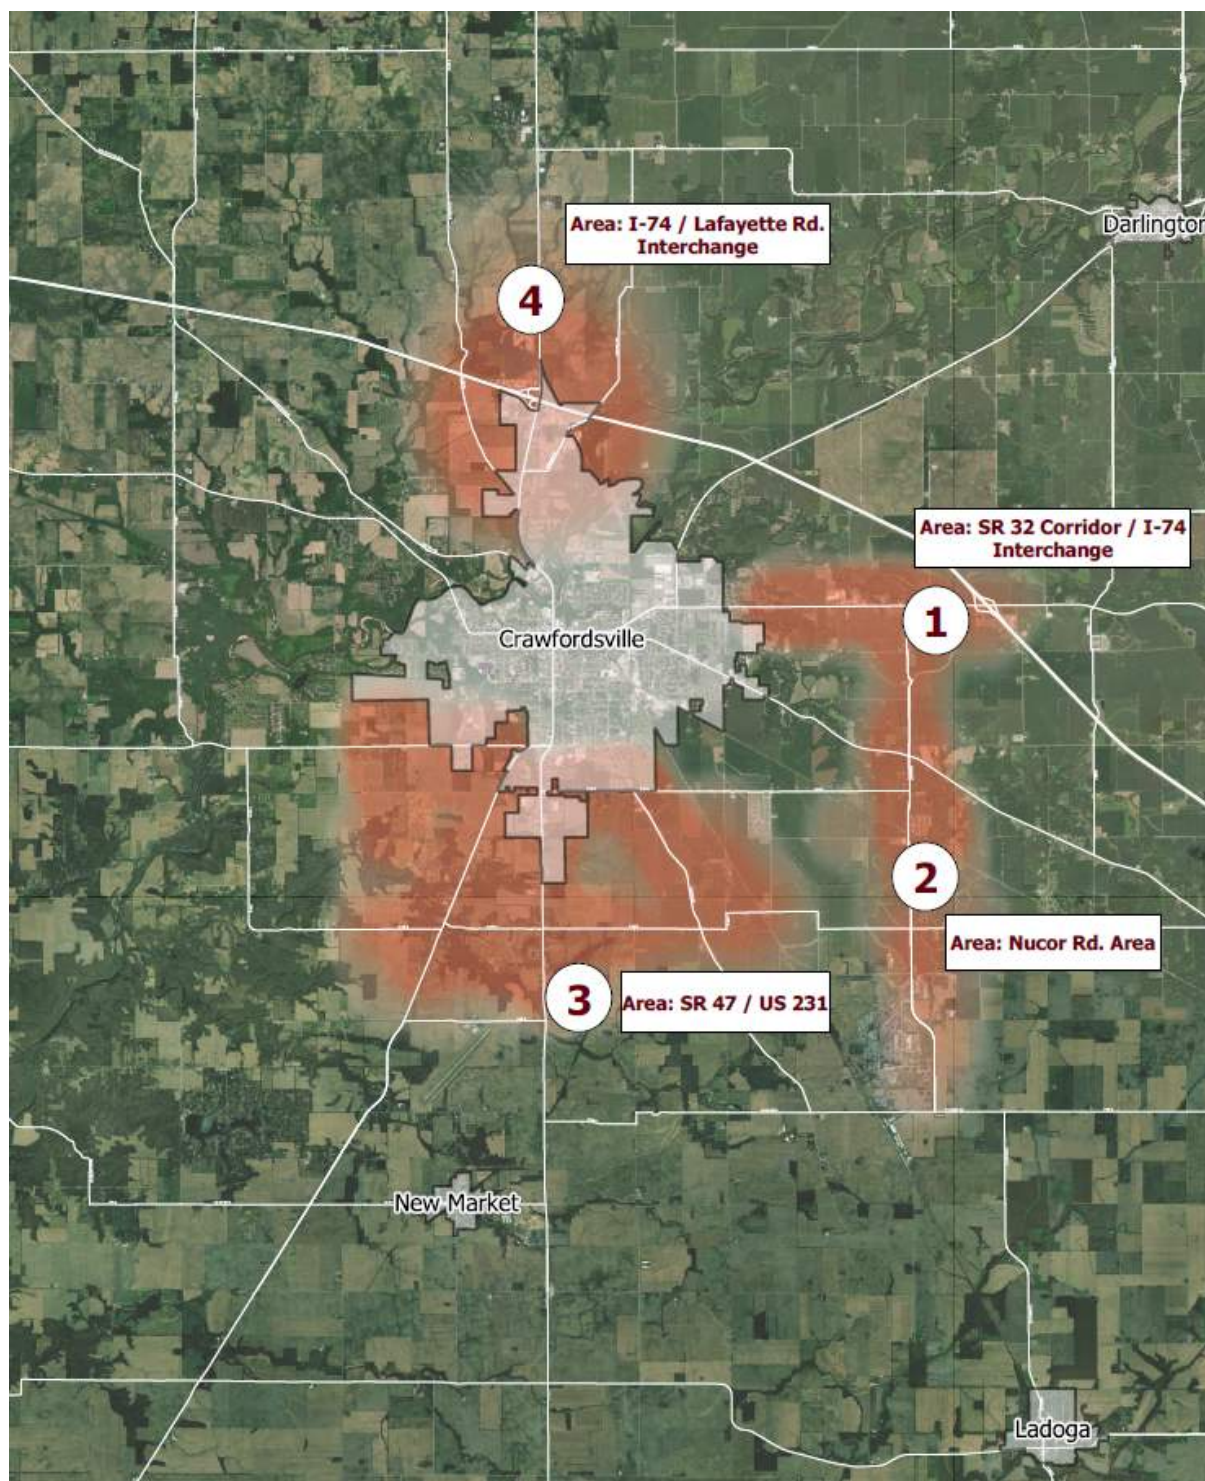 Darlington
Area: I-74 / Lafayette Rd.
Interchange
4
Area: SR 32 Corridor / I-74
Interchange
1
Crawfordsville
2
Area: Nucor Rd. Area
3
Area: SR 47 / US 231
New Market
Ladoga